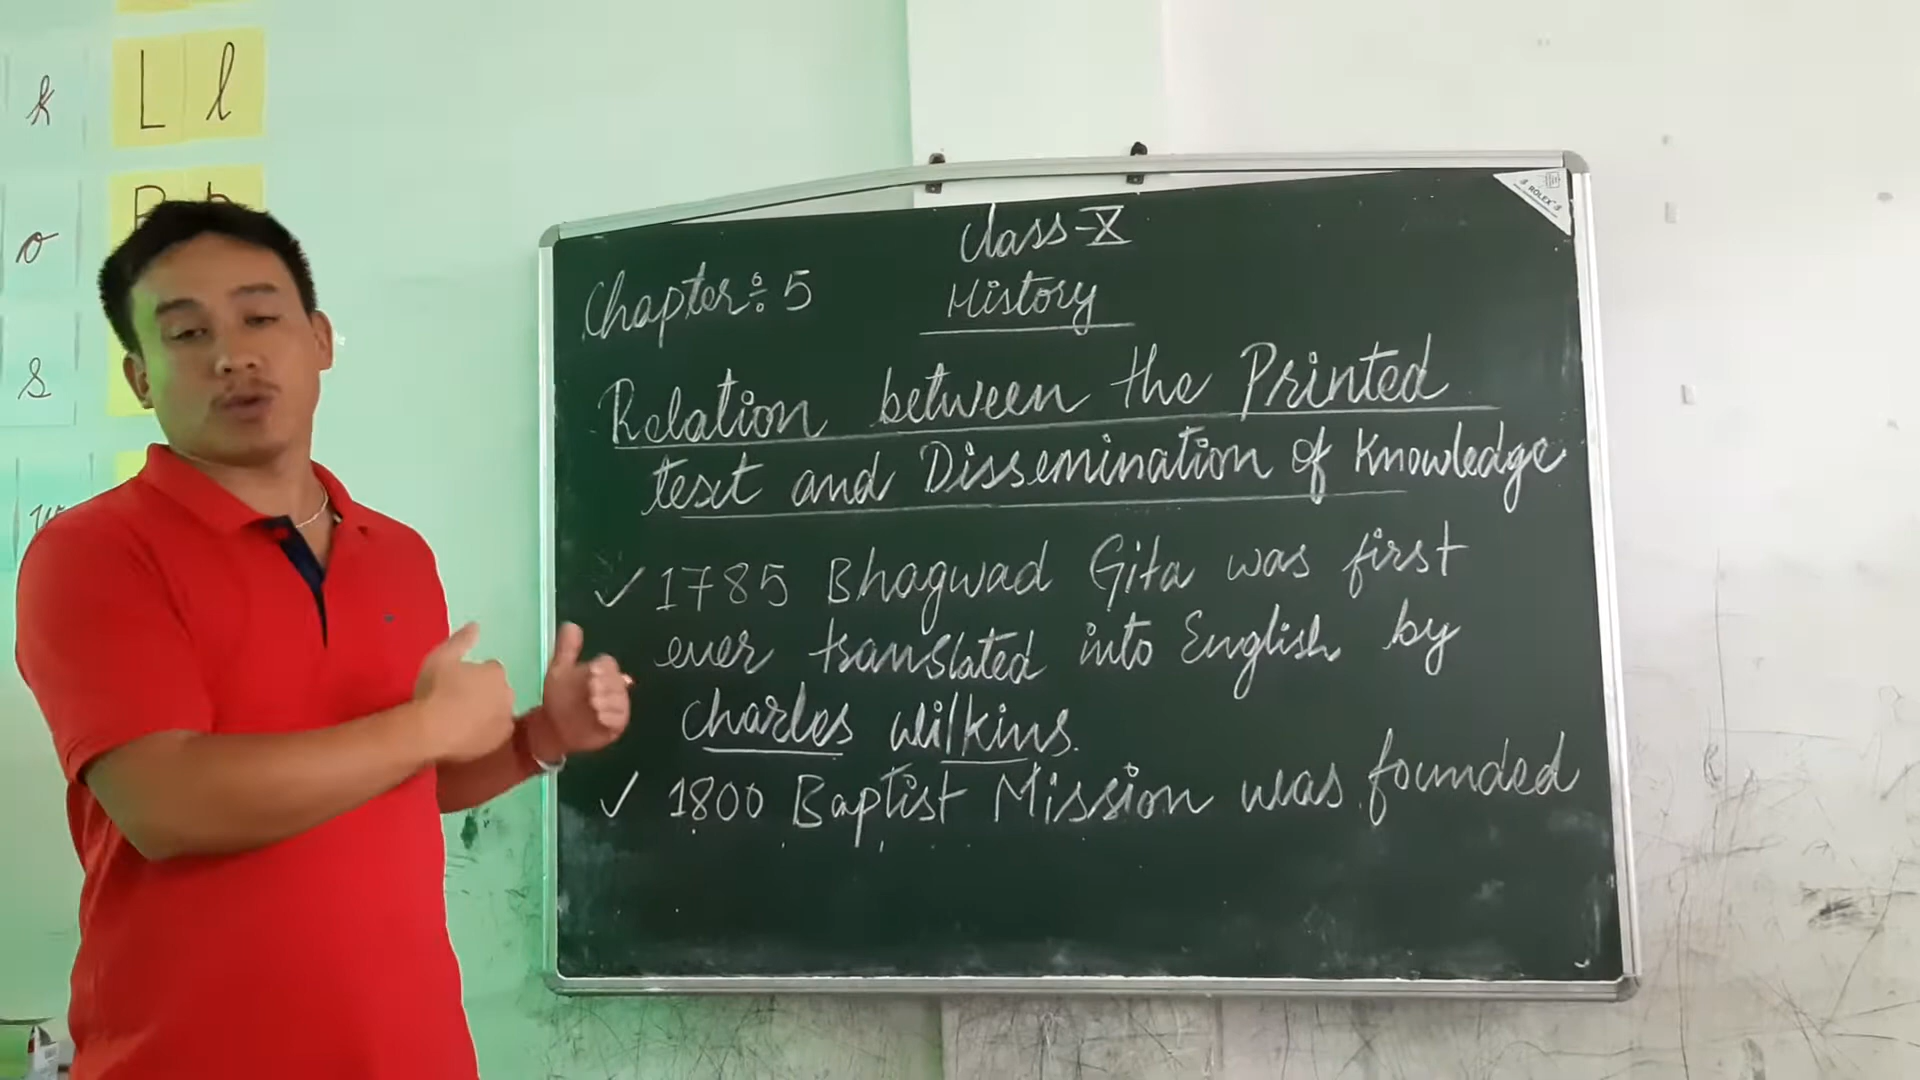 k
L l
o
s
w
ROLEX
Class-X
Chapter÷5
History
Relation between the Printed
text and Dissemination of Knowledge
✓ 1785 Bhagwad Gita was first
ever translated into English by
Charles Wilkins.
✓ 1800 Baptist Mission was founded